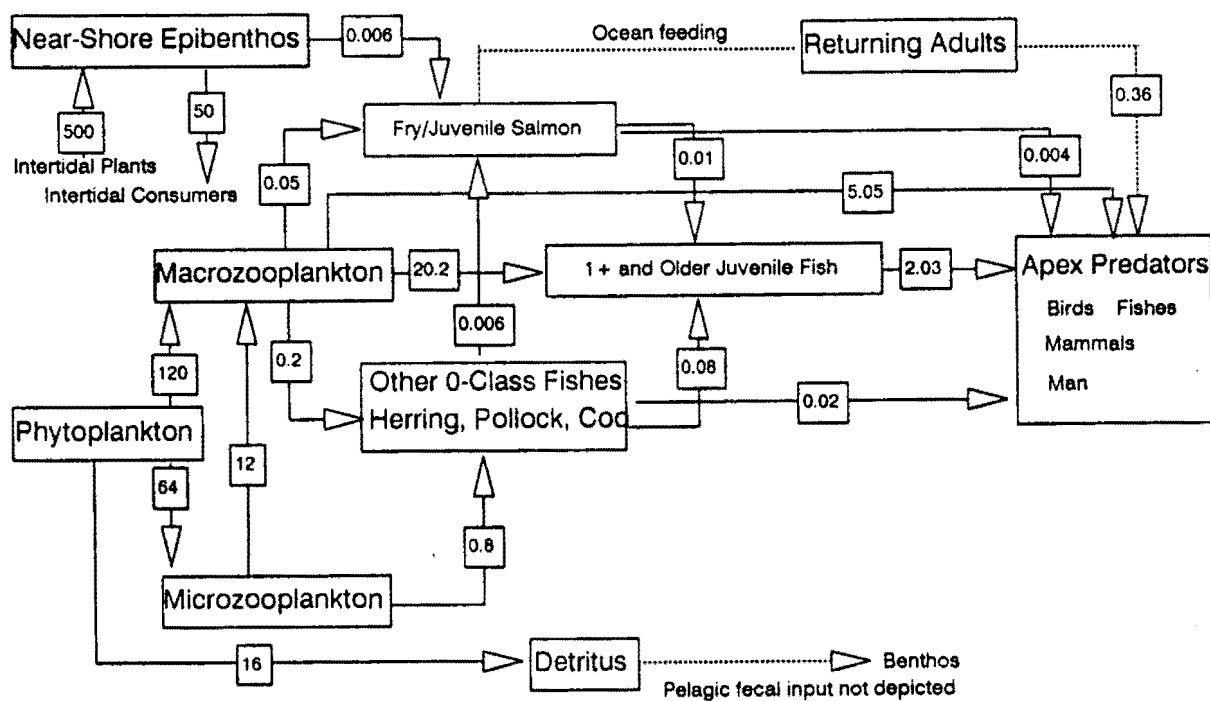 Near-Shore Epibenthos
0.006
Ocean feeding
Returning Adults
500
50
Fry/Juvenile Salmon
0.36
Intertidal Plants
Intertidal Consumers
0.05
0.01
0.004
5.05
Macrozooplankton
20.2
1+ and Older Juvenile Fish
2.03
Apex Predators
Birds Fishes
Mammals
Man
120
0.2
0.006
0.08
Other 0-Class Fishes
Herring, Pollock, Cod
0.02
Phytoplankton
64
12
0.8
Microzooplankton
16
Detritus
Benthos
Pelagic fecal input not depicted